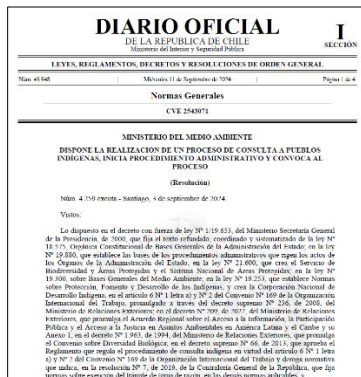 DIARIO OFICIAL
DE LA REPUBLICA DE CHILE
Ministerio del Interior y Seguridad Pública
I
SECCIÓN
LEYES, REGLAMENTOS, DECRETOS Y RESOLUCIONES DE ORDEN GENERAL
Núm. 43.948 | Miércoles 11 de Septiembre de 2024 | Página 1 de 4
Normas Generales
CVE 2543071
MINISTERIO DEL MEDIO AMBIENTE
DISPONE LA REALIZACIÓN DE UN PROCESO DE CONSULTA A PUEBLOS
INDÍGENAS, INICIA PROCEDIMIENTO ADMINISTRATIVO Y CONVOCA AL
PROCESO
(Resolución)
Núm. 4.259 exenta.- Santiago, 3 de septiembre de 2024.
Vistos:
Lo dispuesto en el decreto con fuerza de ley Nº 1/19.653, del Ministerio Secretaría General
de la Presidencia, de 2000, que fija el texto refundido, coordinado y sistematizado de la ley Nº
18.575, Orgánica Constitucional de Bases Generales de la Administración del Estado; en la ley
Nº 19.880, que establece las bases de los procedimientos administrativos que rigen los actos de
los Órganos de la Administración del Estado; en la ley Nº 21.600, que crea el Servicio de
Biodiversidad y Áreas Protegidas y el Sistema Nacional de Áreas Protegidas; en la ley Nº
19.300, sobre Bases Generales del Medio Ambiente; en la ley Nº 19.253, que establece Normas
sobre Protección, Fomento y Desarrollo de los Indígenas, y crea la Corporación Nacional de
Desarrollo Indígena; en el artículo 6 Nº 1 letra a) y Nº 2 del Convenio Nº 169 de la Organización
Internacional del Trabajo, promulgado a través del decreto supremo Nº 236, de 2008, del
Ministerio de Relaciones Exteriores; en el decreto Nº 209, de 2022, del Ministerio de Relaciones
Exteriores, que promulga el Acuerdo Regional sobre el Acceso a la Información, la Participación
Pública y el Acceso a la Justicia en Asuntos Ambientales en América Latina y el Caribe y su
Anexo 1; en el decreto Nº 1.963, de 1994, del Ministerio de Relaciones Exteriores, que promulga
el Convenio sobre Diversidad Biológica; en el decreto supremo Nº 66, de 2013, que aprueba el
Reglamento que regula el procedimiento de consulta indígena en virtud del artículo 6 Nº 1 Letra
a) y Nº 2 del Convenio Nº 169 de la Organización Internacional del Trabajo y deroga normativa
que indica; en la resolución Nº 7, de 2019, de la Contraloría General de la República, que fija
normas sobre exención del trámite de toma de razón; en las demás normas aplicables, y